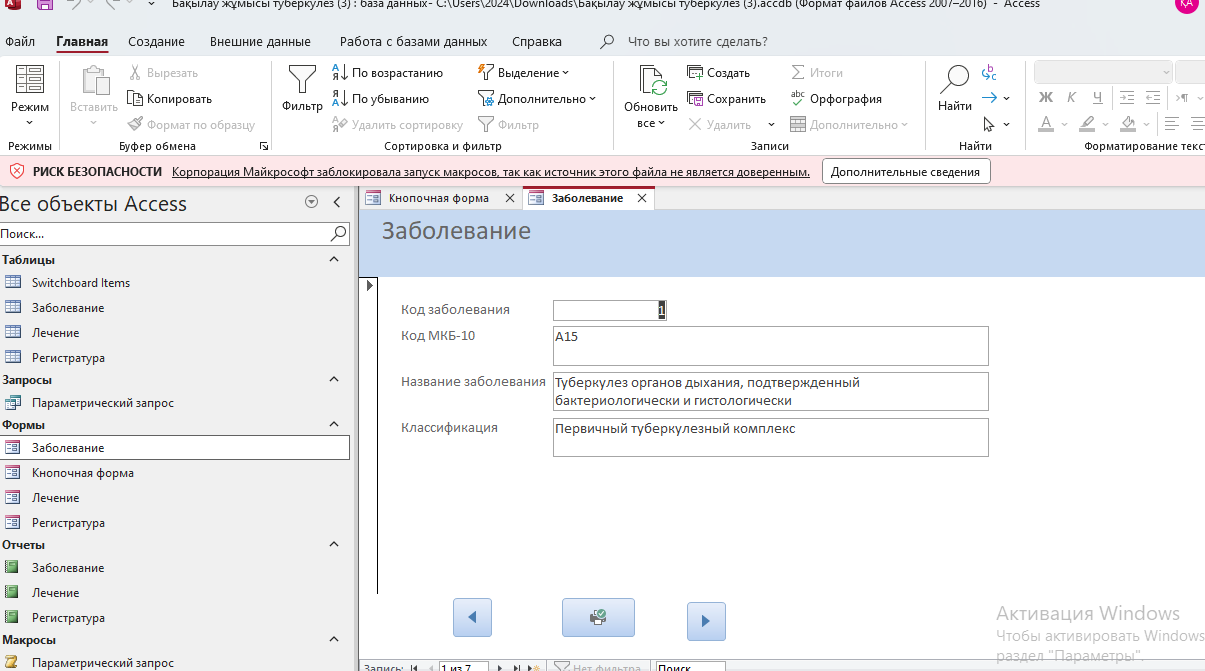 Бақылау жұмысы туберкулез (3) : база данных- C:\Users\2024\Downloads\Бақылау жұмысы туберкулез (3).accdb (Формат файлов Access 2007–2016) - Access
КА
Файл Главная Создание Внешние данные Работа с базами данных Справка Что вы хотите сделать?
Режим
Режимы
Вставить
Вырезать
Копировать
Формат по образцу
Буфер обмена
Фильтр
По возрастанию
По убыванию
Удалить сортировку
Выделение
Дополнительно
Фильтр
Сортировка и фильтр
Обновить
все
Создать
Сохранить
Удалить
Итоги
Орфография
Дополнительно
Записи
Найти
Найти
Ж К Ч
А
Форматирование текст
РИСК БЕЗОПАСНОСТИ Корпорация Майкрософт заблокировала запуск макросов, так как источник этого файла не является доверенным. Дополнительные сведения
Все объекты Access
Поиск...
Таблицы
Switchboard Items
Заболевание
Лечение
Регистратура
Запросы
Параметрический запрос
Формы
Заболевание
Кнопочная форма
Лечение
Регистратура
Отчеты
Заболевание
Лечение
Регистратура
Макросы
Параметрический запрос
Кнопочная форма Заболевание
Заболевание
Код заболевания 1
Код МКБ-10 А15
Название заболевания Туберкулез органов дыхания, подтвержденный
бактериологически и гистологически
Классификация Первичный туберкулезный комплекс
Активация Windows
Чтобы активировать Windows
раздел "Параметры".
Запись: 1 из 7 Нет фильтра Поиск